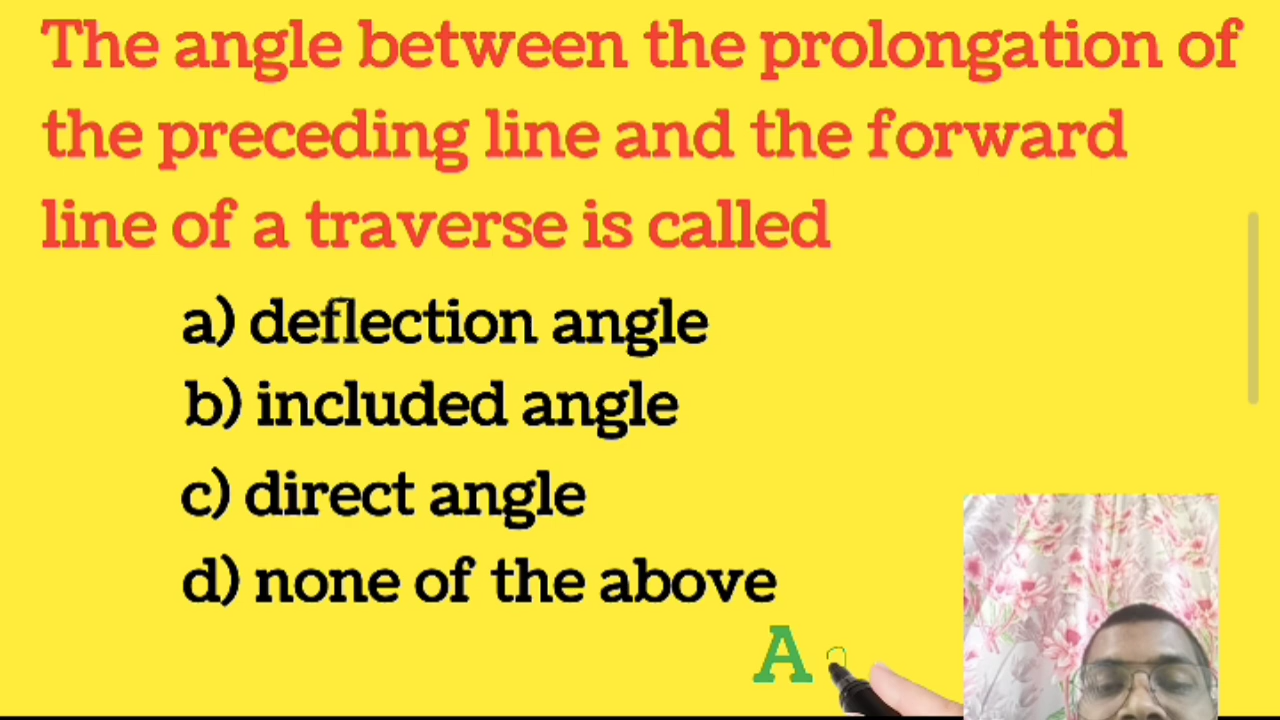 The angle between the prolongation of
the preceding line and the forward
line of a traverse is called
a) deflection angle
b) included angle
c) direct angle
d) none of the above
A